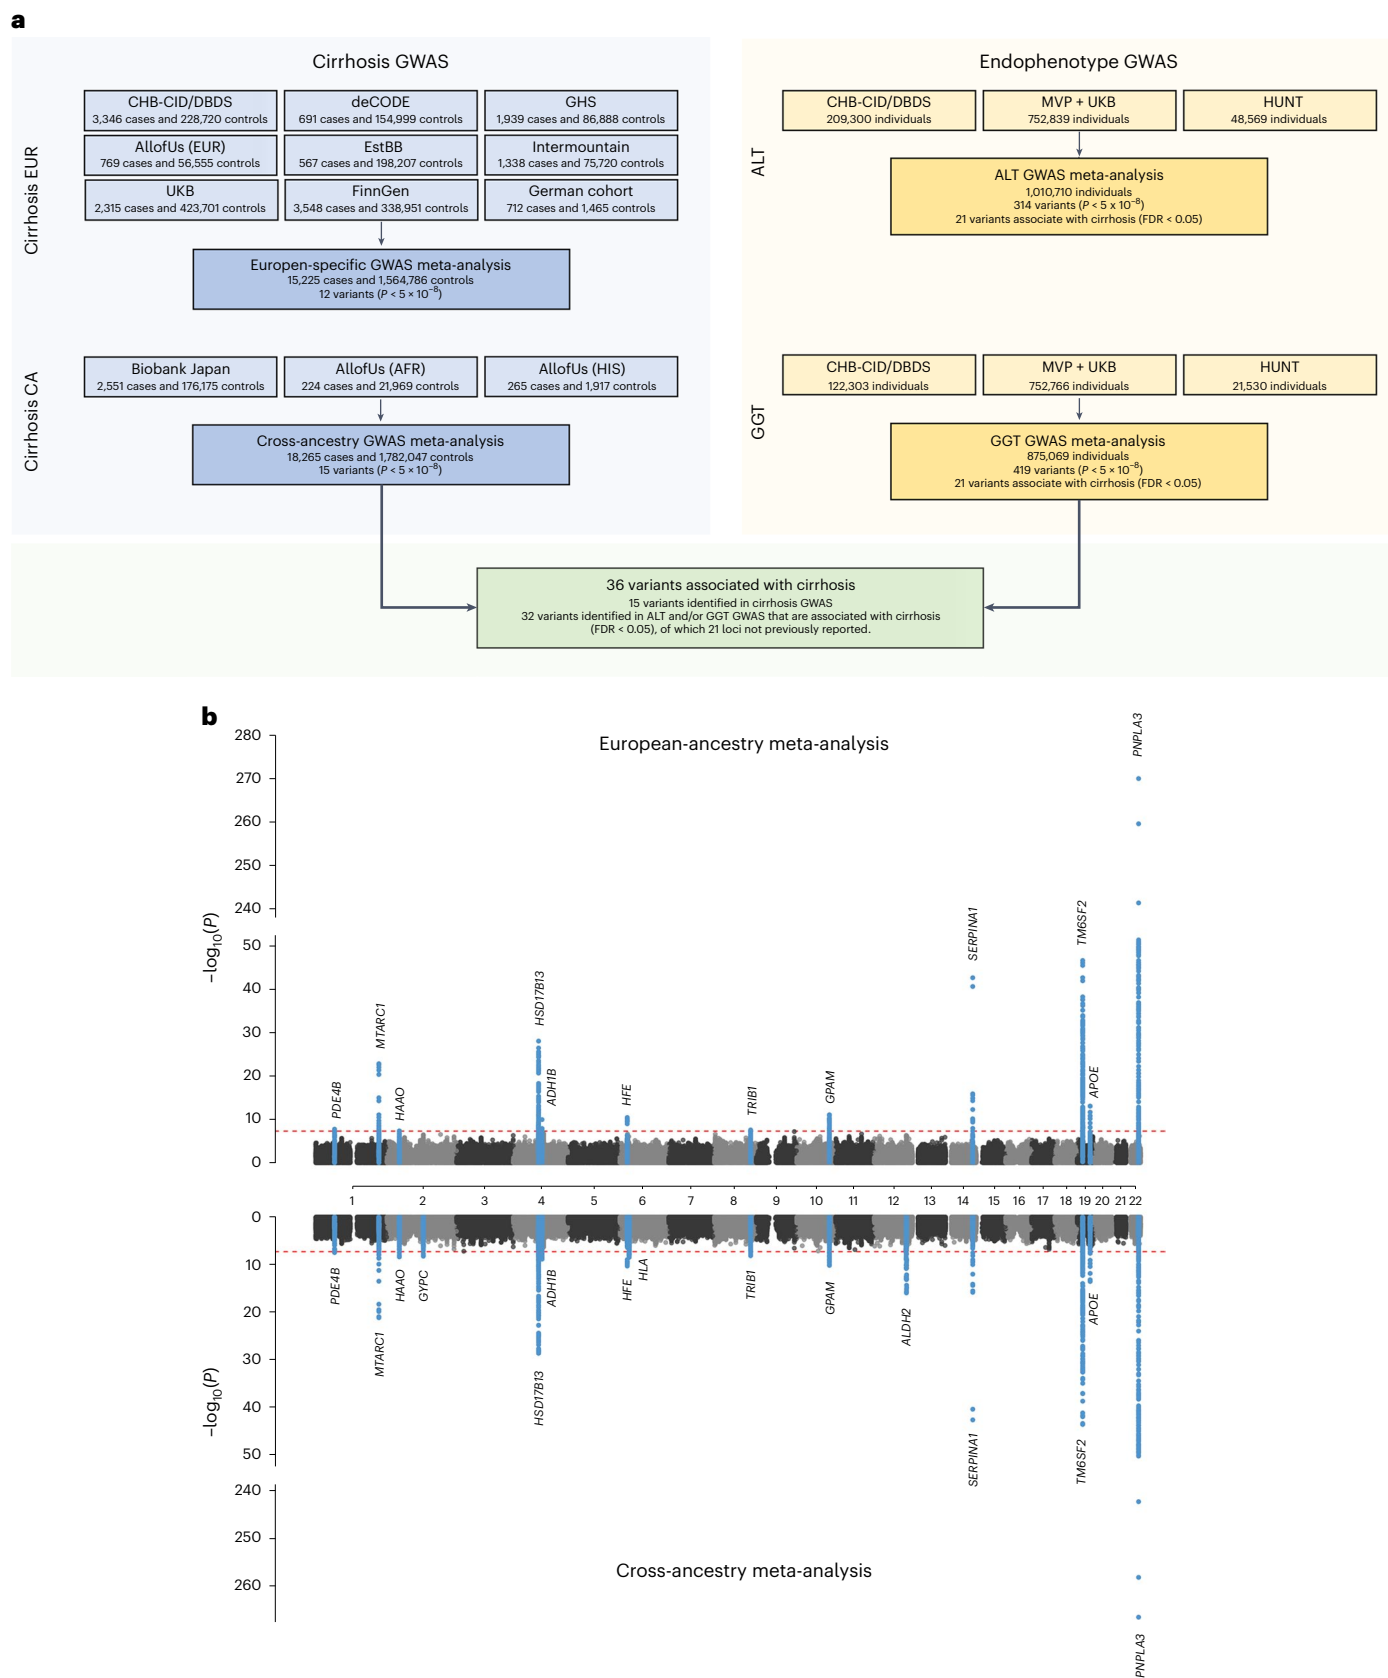 a
Cirrhosis GWAS
Cirrhosis EUR
CHB-CID/DBDS
3,346 cases and 228,720 controls
deCODE
691 cases and 154,999 controls
GHS
1,939 cases and 86,888 controls
AllofUs (EUR)
769 cases and 56,555 controls
EstBB
567 cases and 198,207 controls
Intermountain
1,338 cases and 75,720 controls
UKB
2,315 cases and 423,701 controls
FinnGen
3,548 cases and 338,951 controls
German cohort
712 cases and 1,465 controls
Europen-specific GWAS meta-analysis
15,225 cases and 1,564,786 controls
12 variants (P < 5 × 10⁻⁸)
Cirrhosis CA
Biobank Japan
2,551 cases and 176,175 controls
AllofUs (AFR)
224 cases and 21,969 controls
AllofUs (HIS)
265 cases and 1,917 controls
Cross-ancestry GWAS meta-analysis
18,265 cases and 1,782,047 controls
15 variants (P < 5 × 10⁻⁸)
Endophenotype GWAS
ALT
CHB-CID/DBDS
209,300 individuals
MVP + UKB
752,839 individuals
HUNT
48,569 individuals
ALT GWAS meta-analysis
1,010,710 individuals
314 variants (P < 5 x 10⁻⁸)
21 variants associate with cirrhosis (FDR < 0.05)
GGT
CHB-CID/DBDS
122,303 individuals
MVP + UKB
752,766 individuals
HUNT
21,530 individuals
GGT GWAS meta-analysis
875,069 individuals
419 variants (P < 5 × 10⁻⁸)
21 variants associate with cirrhosis (FDR < 0.05)
36 variants associated with cirrhosis
15 variants identified in cirrhosis GWAS
32 variants identified in ALT and/or GGT GWAS that are associated with cirrhosis
(FDR < 0.05), of which 21 loci not previously reported.
b
European-ancestry meta-analysis
−log₁₀(P)
280
270
260
250
240
50
40
30
20
10
0
PDE4B
MTARC1
HAAO
HSD17B13
ADH1B
HFE
TRIB1
GPAM
SERPINA1
TM6SF2
APOE
PNPLA3
1 2 3 4 5 6 7 8 9 10 11 12 13 14 15 16 17 18 19 20 21 22
−log₁₀(P)
0
10
20
30
40
50
240
250
260
PDE4B
MTARC1
HAAO
GYPC
HSD17B13
ADH1B
HFE
HLA
TRIB1
GPAM
ALDH2
SERPINA1
TM6SF2
APOE
PNPLA3
Cross-ancestry meta-analysis